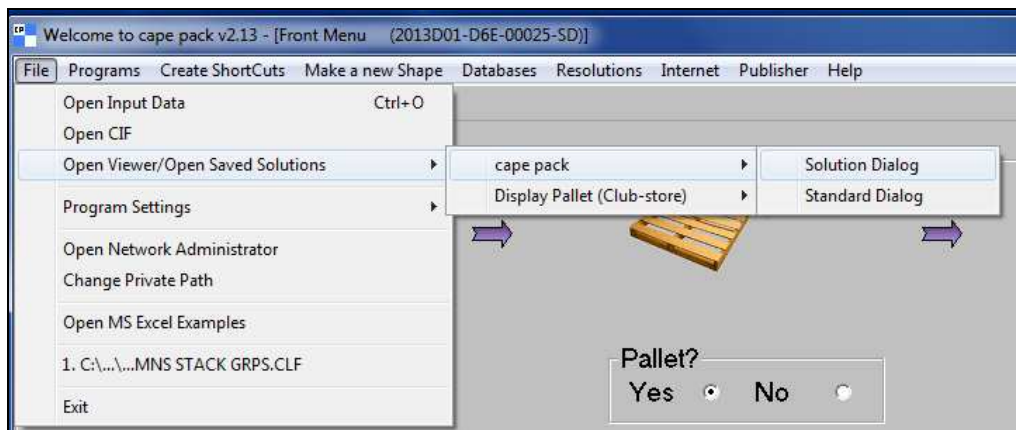 CP Welcome to cape pack v2.13 - [Front Menu (2013D01-D6E-00025-SD)]
File Programs Create ShortCuts Make a new Shape Databases Resolutions Internet Publisher Help
Open Input Data Ctrl+O
Open CIF
Open Viewer/Open Saved Solutions
cape pack
Solution Dialog
Display Pallet (Club-store)
Standard Dialog
Program Settings
Open Network Administrator
Change Private Path
Open MS Excel Examples
1. C:\...\...MNS STACK GRPS.CLF
Exit
Pallet?
Yes No